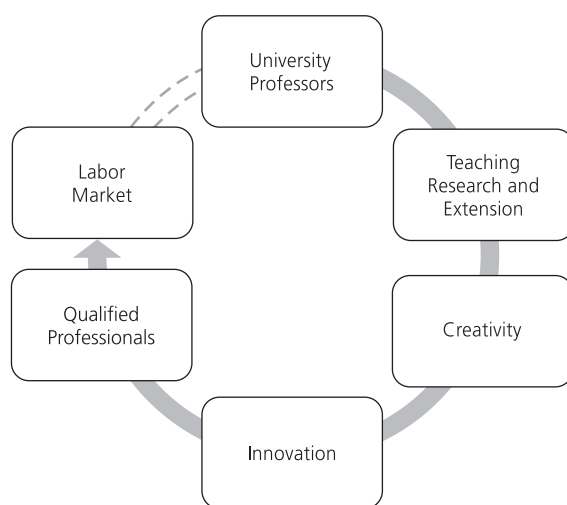 University
Professors
Teaching
Research and
Extension
Creativity
Innovation
Qualified
Professionals
Labor
Market